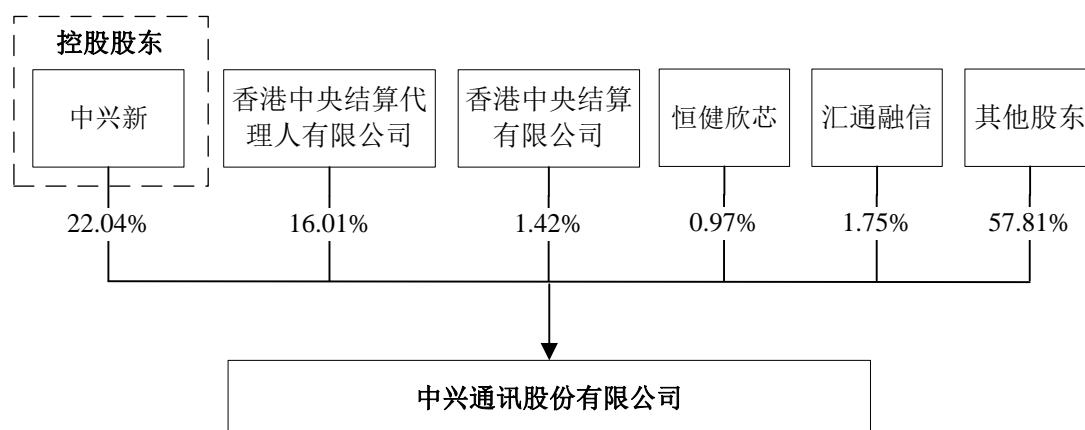 控股股东
中兴新
香港中央结算代
理人有限公司
香港中央结算
有限公司
恒健欣芯
汇通融信
其他股东
22.04%
16.01%
1.42%
0.97%
1.75%
57.81%
中兴通讯股份有限公司